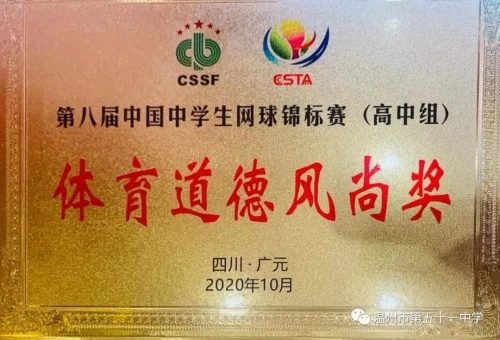 CSSF CSTA
第八届中国中学生网球锦标赛（高中组）
体育道德风尚奖
四川·广元
2020年10月
温州市第五十一中学